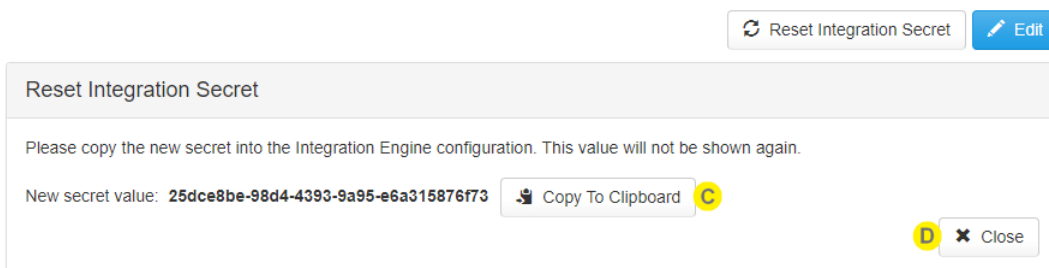 Reset Integration Secret Edit
Reset Integration Secret
Please copy the new secret into the Integration Engine configuration. This value will not be shown again.
New secret value: 25dce8be-98d4-4393-9a95-e6a315876f73 Copy To Clipboard C
D Close